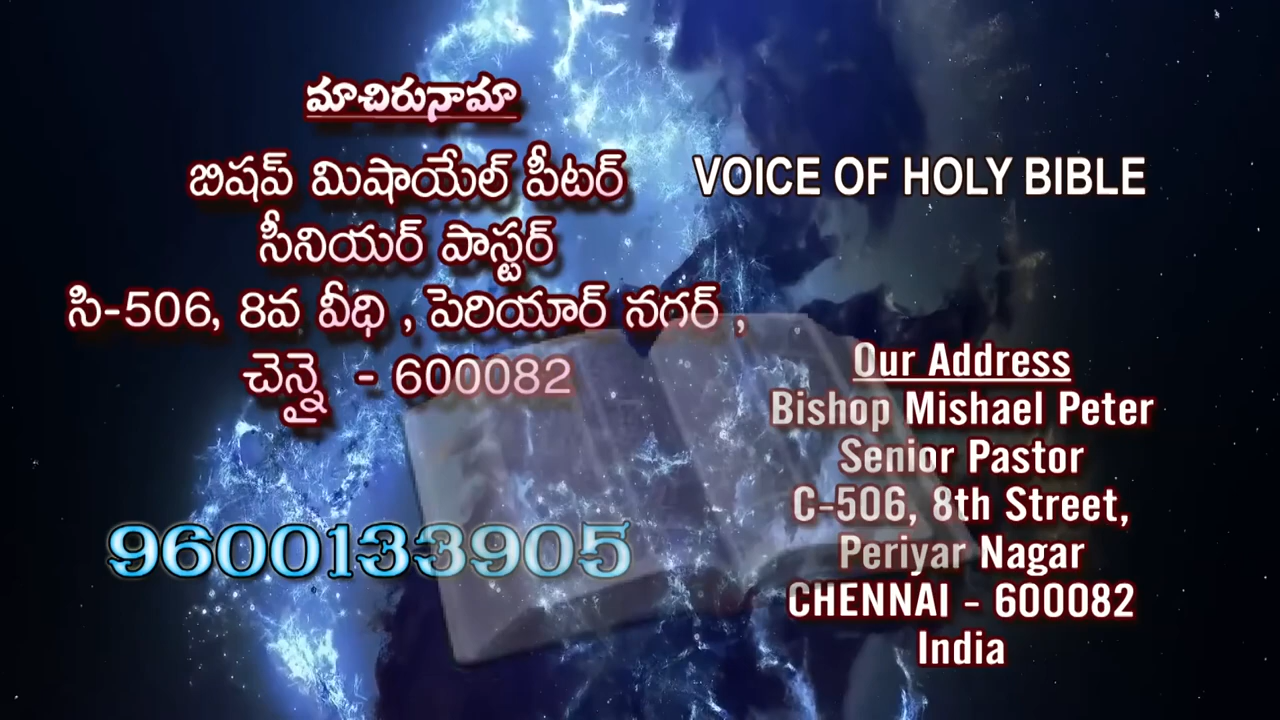 మాచిరునామా
బిషప్ మిషాయేల్ పీటర్
సీనియర్ పాస్టర్
సి-506, 8వ వీధి , పెరియార్ నగర్ ,
చెన్నై - 600082
9600133905
VOICE OF HOLY BIBLE
Our Address
Bishop Mishael Peter
Senior Pastor
C-506, 8th Street,
Periyar Nagar
CHENNAI - 600082
India